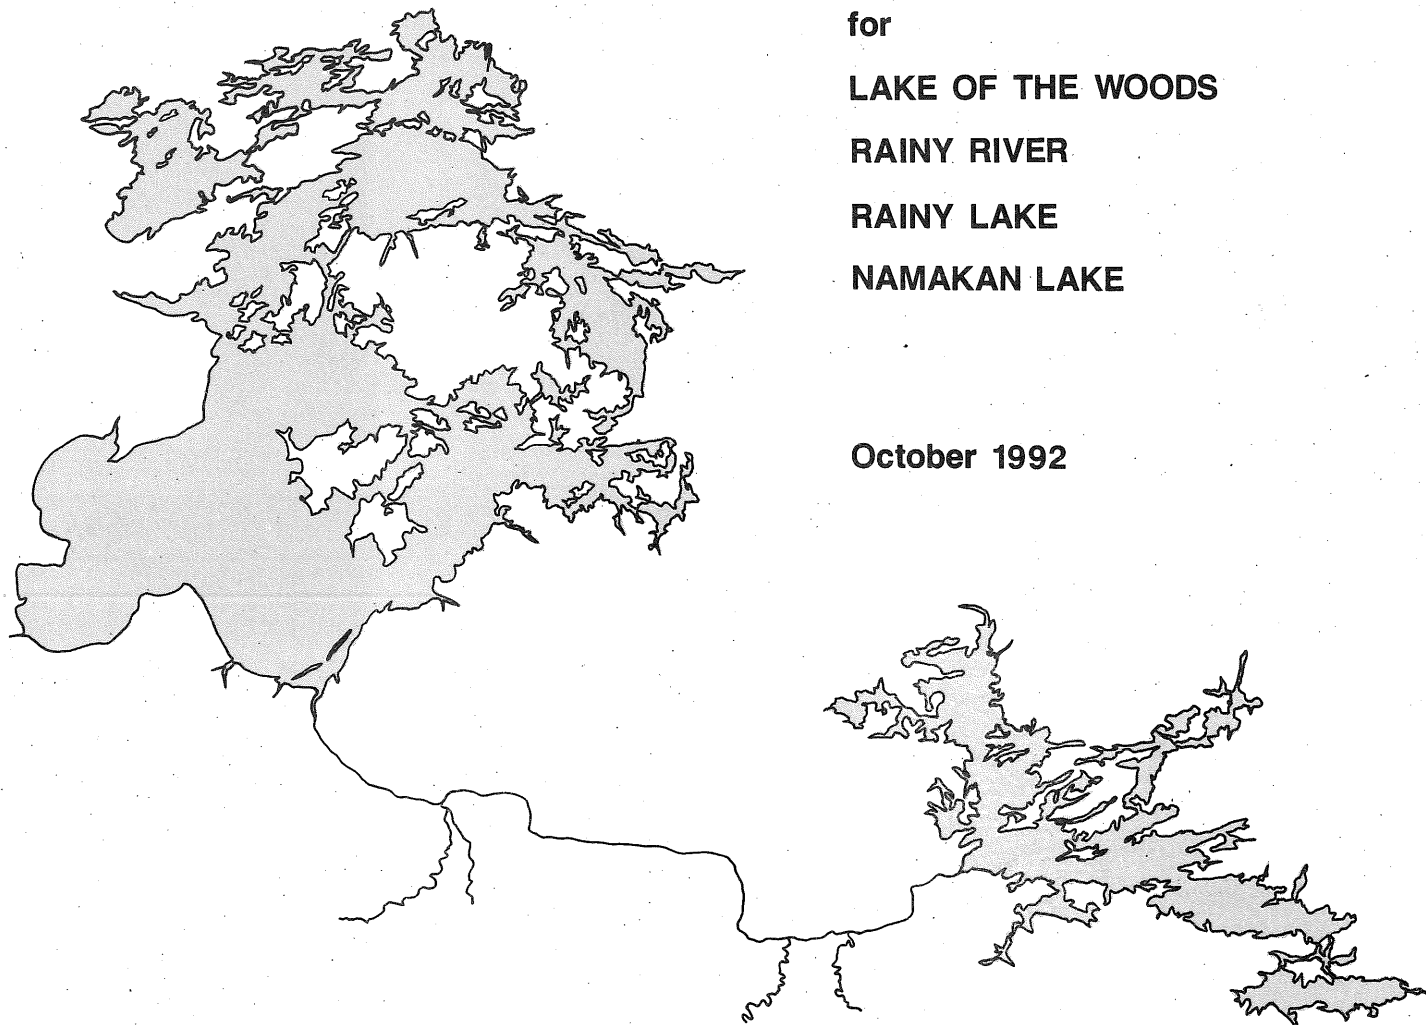 for
LAKE OF THE WOODS
RAINY RIVER
RAINY LAKE
NAMAKAN LAKE
October 1992